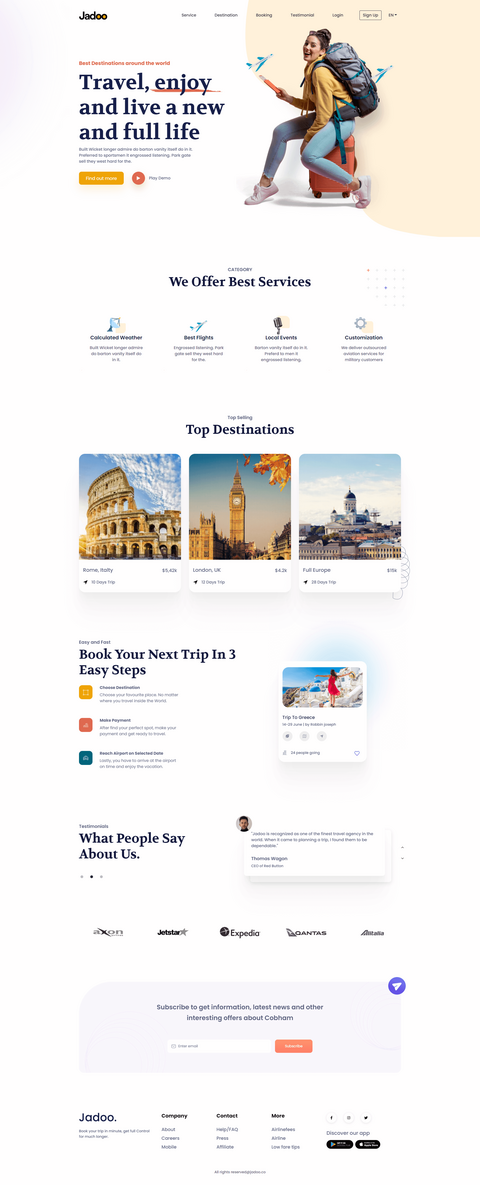 Jadoo
Service
Destination
Booking
Testimonial
Login
Sign up
EN
Best Destinations around the world
Travel, enjoy
and live a new
and full life
Built Wicket longer admire do barton vanity itself do in it.
Preferred to sportsmen it engrossed listening. Park gate
sell they west hard for the.
Find out more
Play Demo
CATEGORY
We Offer Best Services
Calculated Weather
Built Wicket longer admire
do barton vanity itself do
in it.
Best Flights
Engrossed listening. Park
gate sell they west hard
for the.
Local Events
Barton vanity itself do in it.
Preferd to men it
engrossed listening.
Customization
We deliver outsourced
aviation services for
military customers
Top Selling
Top Destinations
Rome, Italty
$5,42k
10 Days Trip
London, UK
$4.2k
12 Days Trip
Full Europe
$15k
28 Days Trip
Easy and Fast
Book Your Next Trip In 3
Easy Steps
Choose Destination
Choose your favourite place. No matter
where you travel inside the World.
Make Payment
After find your perfect spot, make your
payment and get ready to travel.
Reach Airport on Selected Date
Lastly, you have to arrive at the airport
on time and enjoy the vacation.
Trip To Greece
14-29 June | by Robbin joseph
24 people going
Testimonials
What People Say
About Us.
"Jadoo is recognized as one of the finest travel agency in the
world. When it came to planning a trip, I found them to be
dependable."
Thomas Wagon
CEO of Red Button
axon
Jetstar
Expedia
QANTAS
Alitalia
Subscribe to get information, latest news and other
interesting offers about Cobham
Enter email
Subscribe
Jadoo.
Book your trip in minute, get full Control
for much longer.
Company
About
Careers
Mobile
Contact
Help/FAQ
Press
Affiliate
More
Airlinefees
Airline
Low fare tips
Discover our app
All rights reserved@jadoo.co